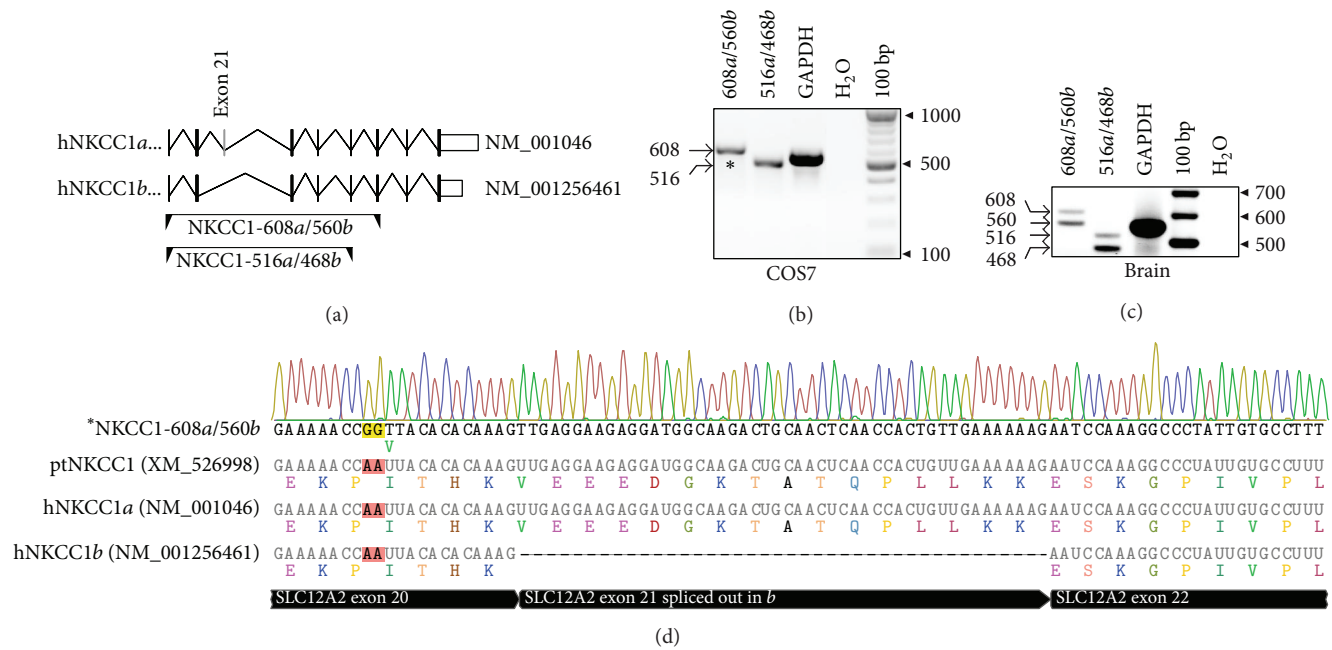 Exon 21
hNKCC1a... NM_001046
hNKCC1b... NM_001256461
NKCC1-608a/560b
NKCC1-516a/468b
(a)
608a/560b 516a/468b GAPDH H₂O 100 bp
608
516
*
1000
500
100
COS7
(b)
608a/560b 516a/468b GAPDH 100 bp H₂O
608
560
516
468
700
600
500
Brain
(c)
*NKCC1-608a/560b GAAAAACCGGTTACACACAAAGTTGAGGAAGAGGATGGCAAGACTGCAACTCAACCACTGTTGAAAAAAGAATCCAAAGGCCCTATTGTGCCTTT
V
ptNKCC1 (XM_526998) GAAAAACCAAUUACACACAAAGUUGAGGAAGAGGAUGGCAAGACUGCAACUCAACCACUGUUGAAAAAAGAAUCCAAAGGCCCUAUUGUGCCUUU
E K P I T H K V E E E D G K T A T Q P L L K K E S K G P I V P L
hNKCC1a (NM_001046) GAAAAACCAAUUACACACAAAGUUGAGGAAGAGGAUGGCAAGACUGCAACUCAACCACUGUUGAAAAAAGAAUCCAAAGGCCCUAUUGUGCCUUU
E K P I T H K V E E E D G K T A T Q P L L K K E S K G P I V P L
hNKCC1b (NM_001256461) GAAAAACCAAUUACACACAAAG------------------------------------------------AAUCCAAAGGCCCUAUUGUGCCUUU
E K P I T H K E S K G P I V P L
SLC12A2 exon 20 SLC12A2 exon 21 spliced out in b SLC12A2 exon 22
(d)